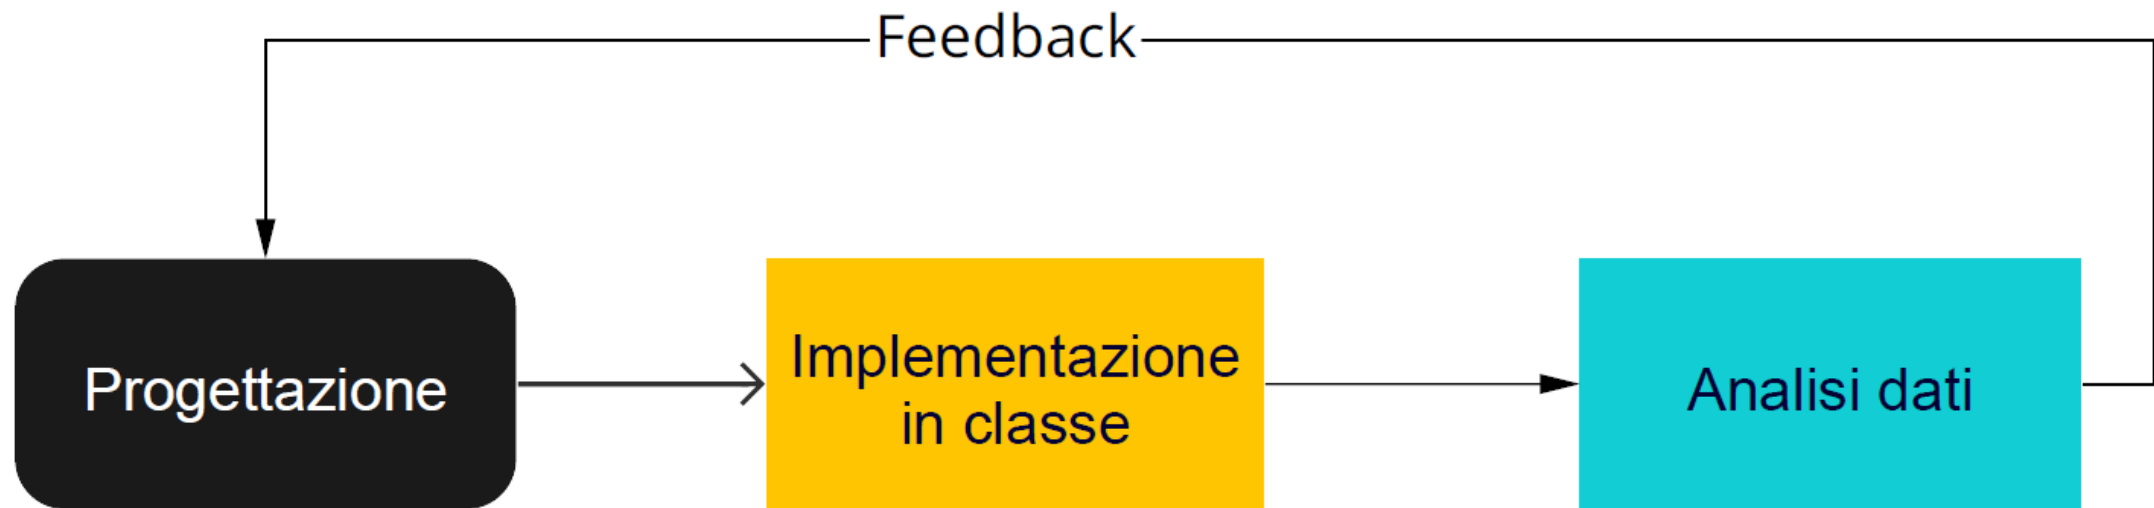 Feedback
Progettazione
Implementazione
in classe
Analisi dati